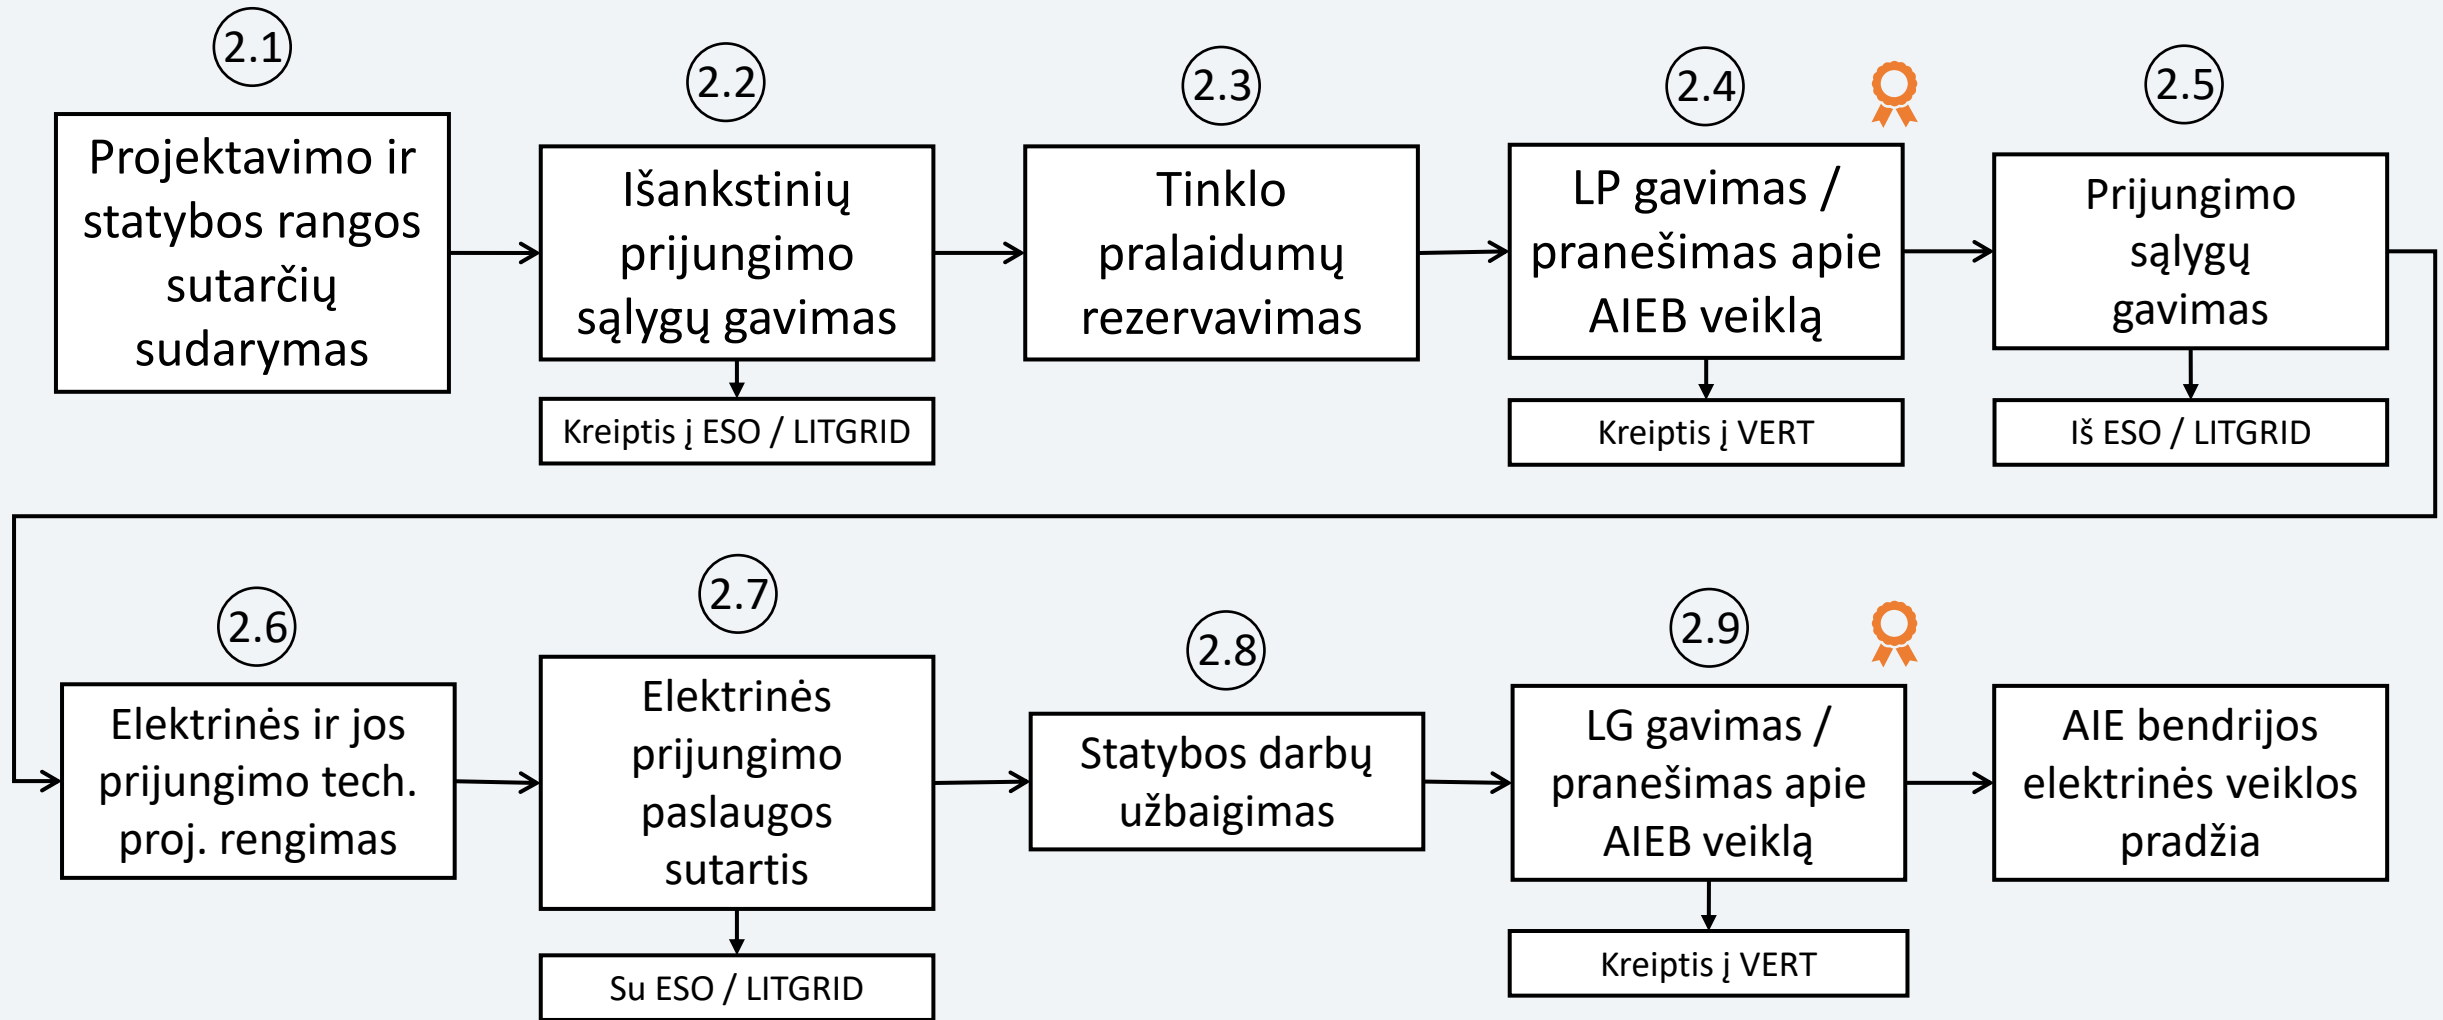 2.1
Projektavimo ir
statybos rangos
sutarčių
sudarymas
2.2
Išankstinių
prijungimo
sąlygų gavimas
Kreiptis į ESO / LITGRID
2.3
Tinklo
pralaidumų
rezervavimas
2.4
LP gavimas /
pranešimas apie
AIEB veiklą
Kreiptis į VERT
2.5
Prijungimo
sąlygų
gavimas
Iš ESO / LITGRID
2.6
Elektrinės ir jos
prijungimo tech.
proj. rengimas
2.7
Elektrinės
prijungimo
paslaugos
sutartis
Su ESO / LITGRID
2.8
Statybos darbų
užbaigimas
2.9
LG gavimas /
pranešimas apie
AIEB veiklą
Kreiptis į VERT
AIE bendrijos
elektrinės veiklos
pradžia